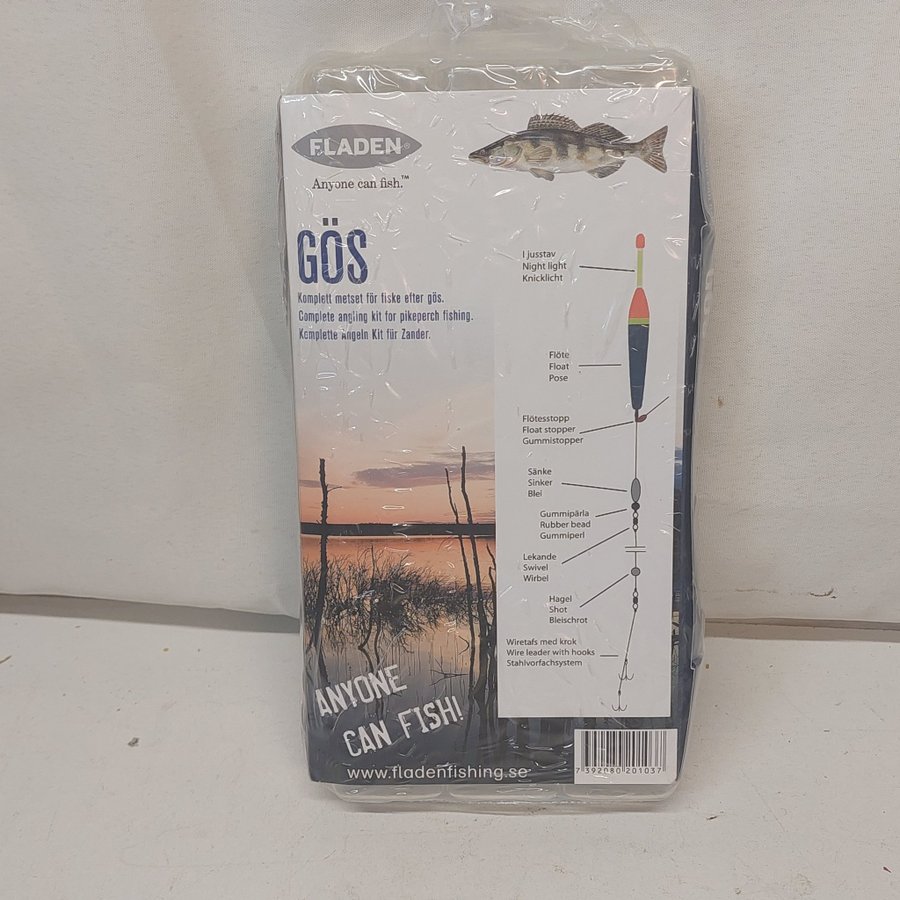 FLADEN®
Anyone can fish.™
GÖS
Komplett metset för fiske efter gös.
Complete angling kit for pikeperch fishing.
Komplette Angeln Kit für Zander.
Ljusstav
Night light
Knicklicht
Flöte
Float
Pose
Flötesstopp
Float stopper
Gummistopper
Sänke
Sinker
Blei
Gummipärla
Rubber bead
Gummiperl
Lekande
Swivel
Wirbel
Hagel
Shot
Bleischrot
Wiretafs med krok
Wire leader with hooks
Stahlvorfachsystem
ANYONE
CAN FISH!
www.fladenfishing.se
7 392080 201037